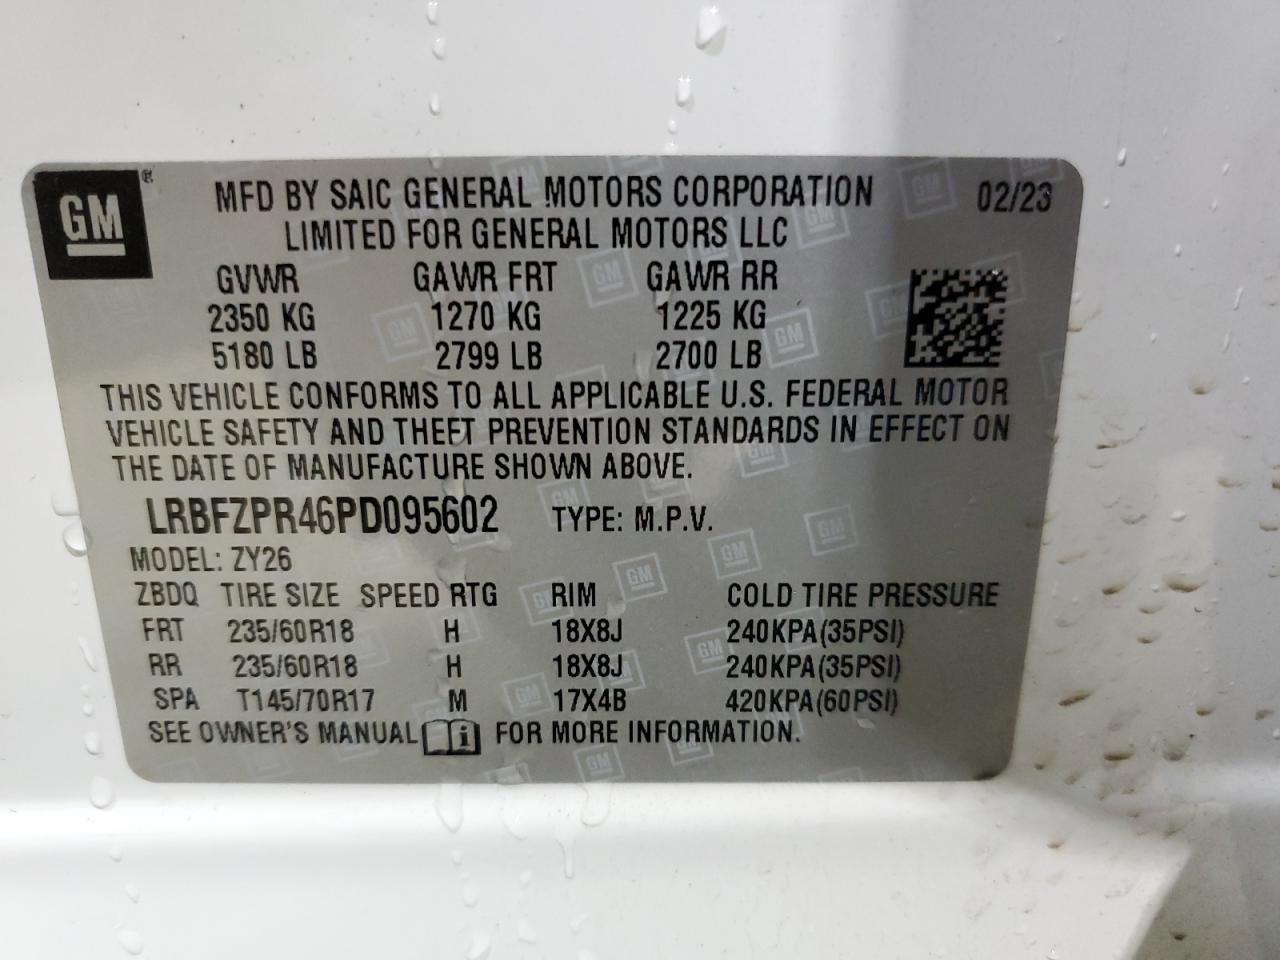 GM ®
MFD BY SAIC GENERAL MOTORS CORPORATION 02/23
LIMITED FOR GENERAL MOTORS LLC
GVWR GAWR FRT GAWR RR
2350 KG 1270 KG 1225 KG
5180 LB 2799 LB 2700 LB
THIS VEHICLE CONFORMS TO ALL APPLICABLE U.S. FEDERAL MOTOR
VEHICLE SAFETY AND THEFT PREVENTION STANDARDS IN EFFECT ON
THE DATE OF MANUFACTURE SHOWN ABOVE.
LRBFZPR46PD095602 TYPE: M.P.V.
MODEL: ZY26
ZBDQ TIRE SIZE SPEED RTG RIM COLD TIRE PRESSURE
FRT 235/60R18 H 18X8J 240KPA(35PSI)
RR 235/60R18 H 18X8J 240KPA(35PSI)
SPA T145/70R17 M 17X4B 420KPA(60PSI)
SEE OWNER'S MANUAL i FOR MORE INFORMATION.